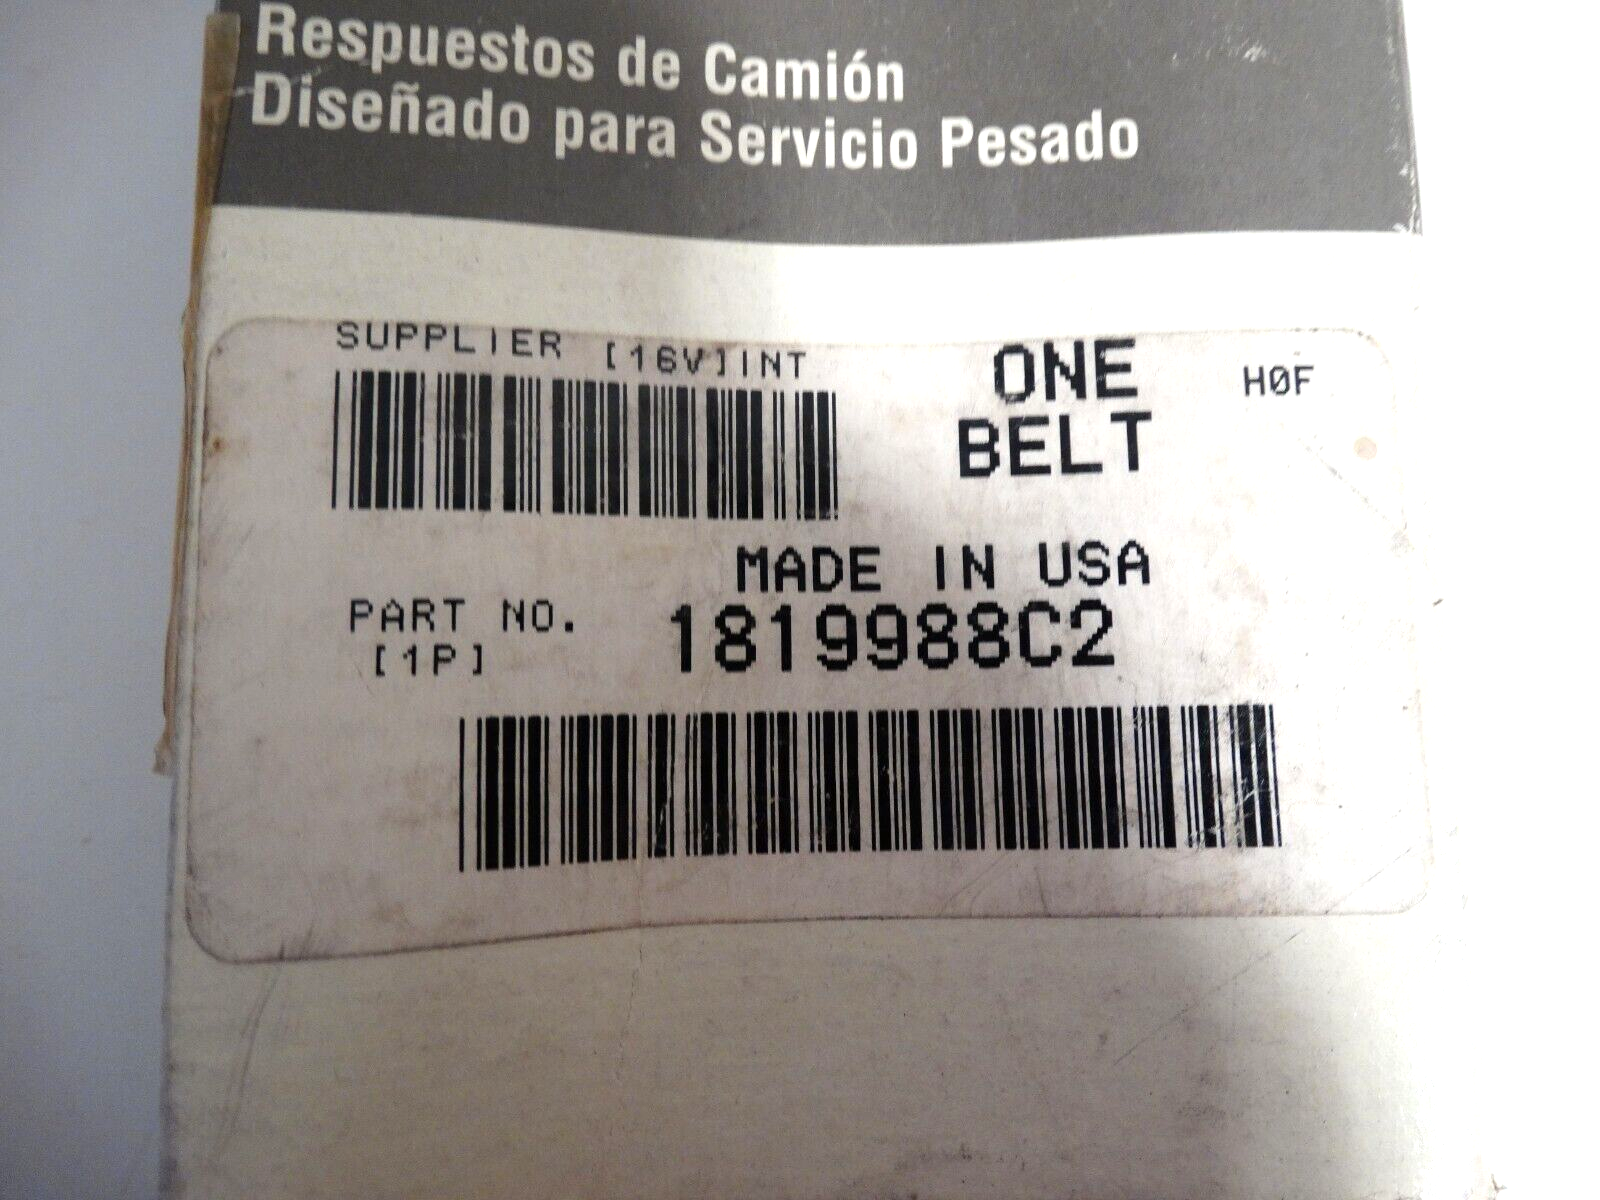 Respuestos de Camión
Diseñado para Servicio Pesado
SUPPLIER [16V]INT
ONE
BELT
H0F
MADE IN USA
PART NO.
[1P]
1819988C2